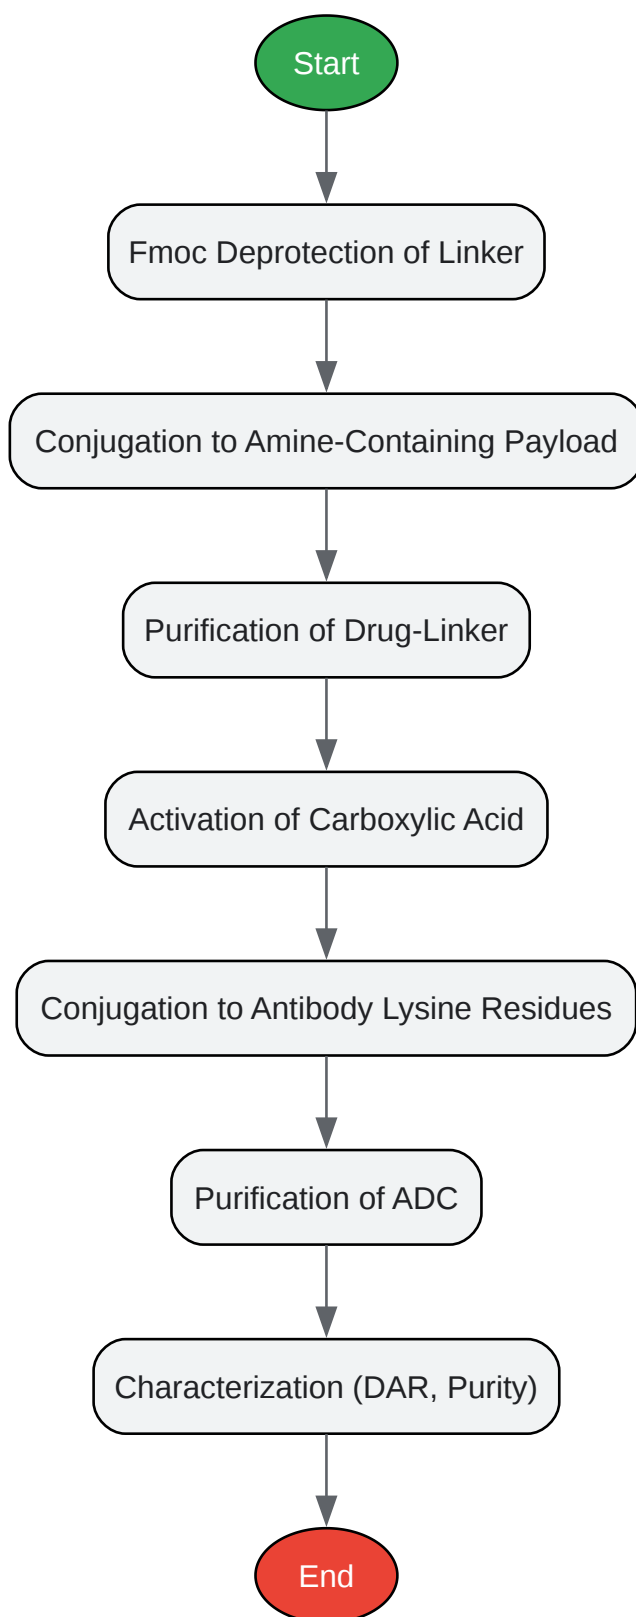 Start
Fmoc Deprotection of Linker
Conjugation to Amine-Containing Payload
Purification of Drug-Linker
Activation of Carboxylic Acid
Conjugation to Antibody Lysine Residues
Purification of ADC
Characterization (DAR, Purity)
End